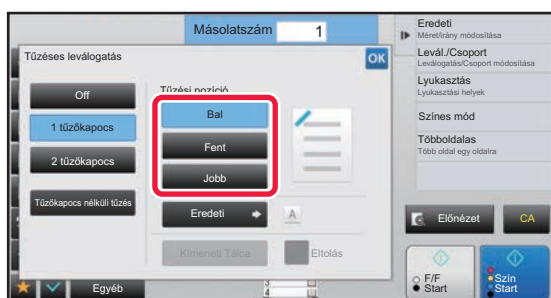 Másolatszám 1
Tűzéses leválogatás
OK
Off
1 tűzőkapocs
2 tűzőkapocs
Tűzőkapocs nélküli tűzés
Tűzési pozíció
Bal
Fent
Jobb
Eredeti
A
Kimeneti Tálca
Eltolás
Egyéb
Eredeti
Méret/irány módosítása
Levál./Csoport
Leválogatás/Csoport módosítása
Lyukasztás
Lyukasztási helyek
Színes mód
Többoldalas
Több oldal egy oldalra
Előnézet
CA
F/F
Start
Szín
Start